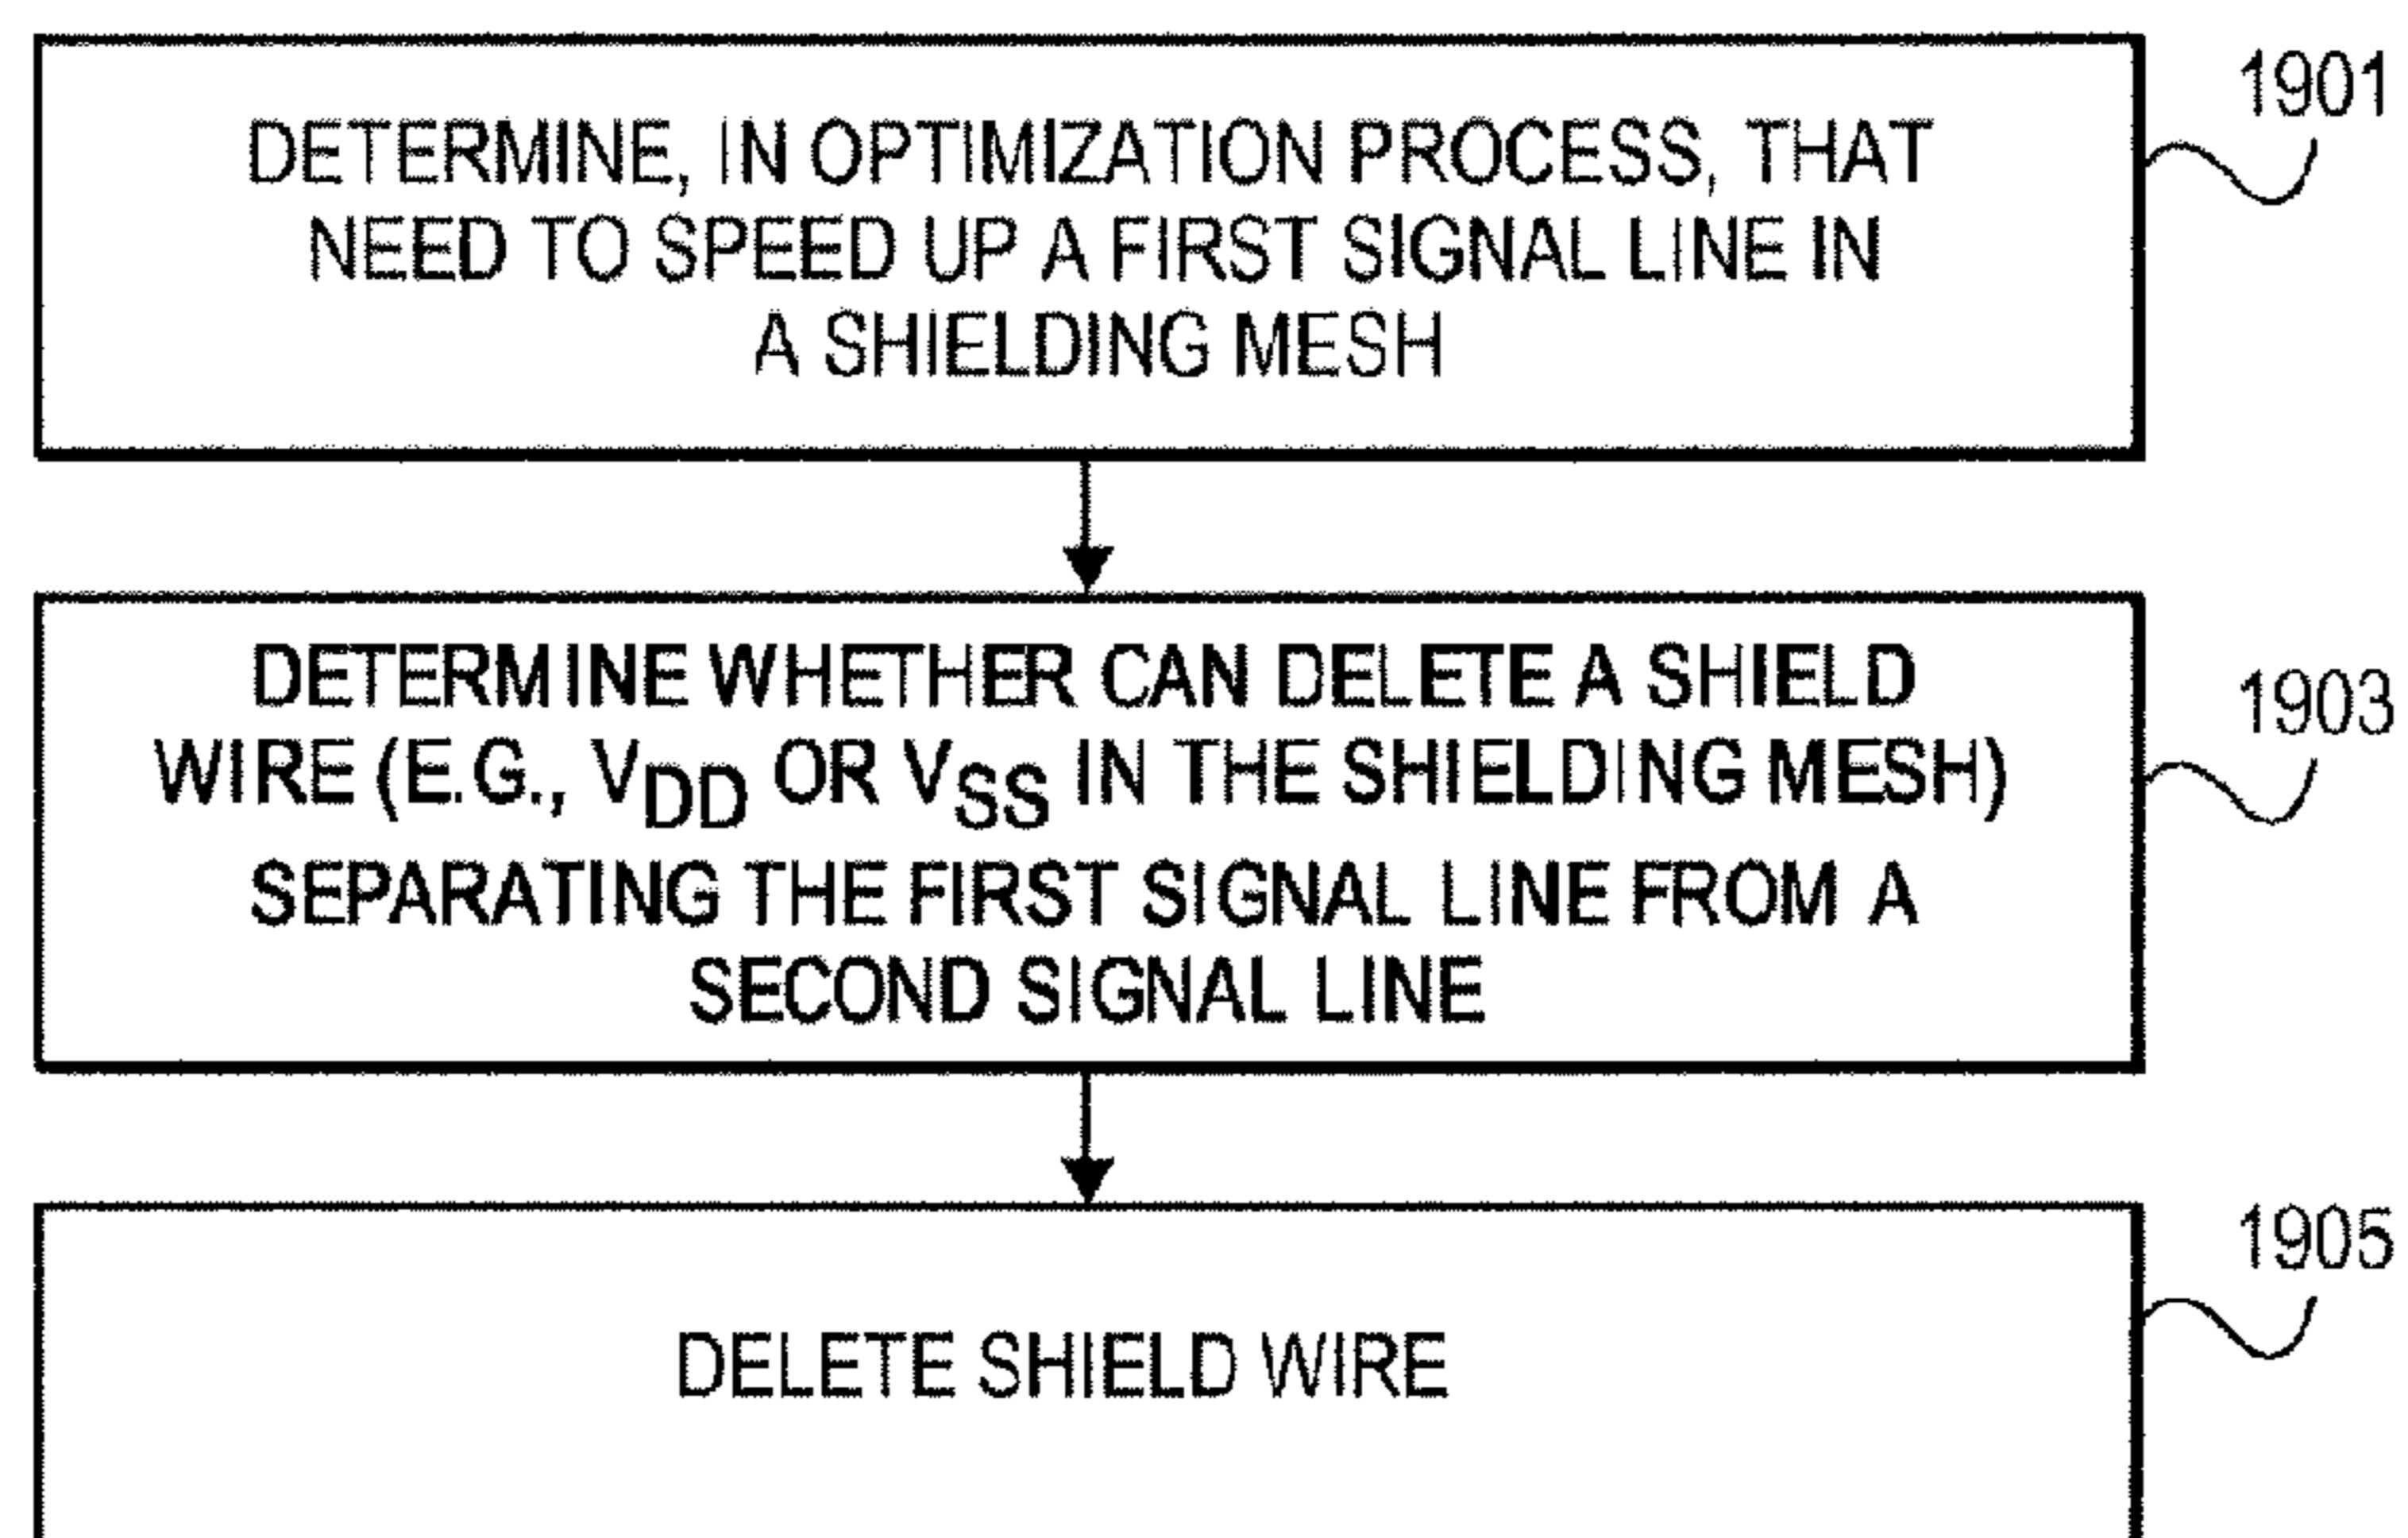 1901
DETERMINE, IN OPTIMIZATION PROCESS, THAT
NEED TO SPEED UP A FIRST SIGNAL LINE IN
A SHIELDING MESH
1903
DETERMINE WHETHER CAN DELETE A SHIELD
WIRE (E.G., VDD OR VSS IN THE SHIELDING MESH)
SEPARATING THE FIRST SIGNAL LINE FROM A
SECOND SIGNAL LINE
1905
DELETE SHIELD WIRE